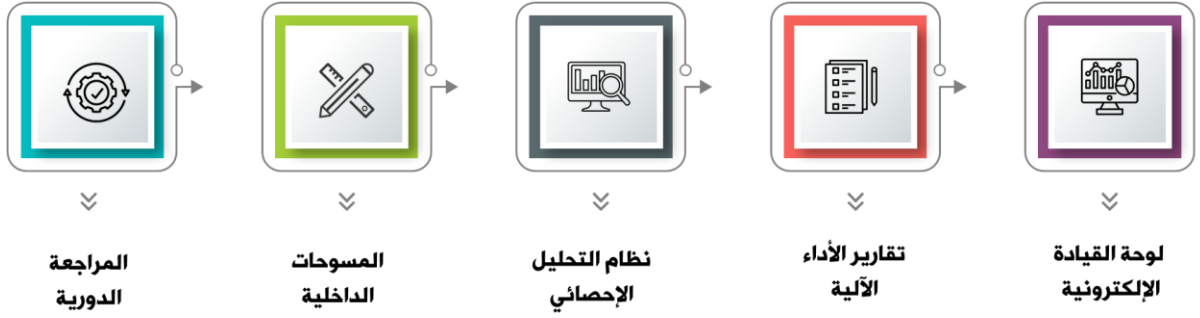 لوحة القيادة
الإلكترونية
تقارير الأداء
الآلية
نظام التحليل
الإحصائي
المسوحات
الداخلية
المراجعة
الدورية